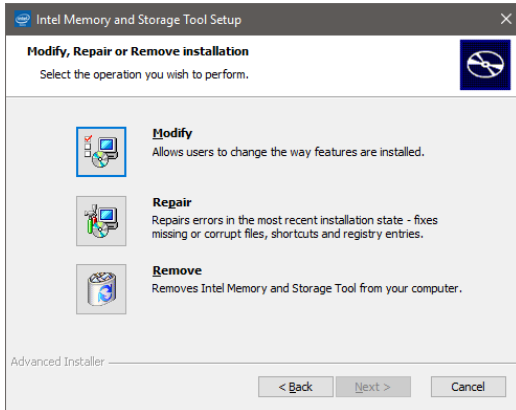 Intel Memory and Storage Tool Setup
Modify, Repair or Remove installation
Select the operation you wish to perform.
Modify
Allows users to change the way features are installed.
Repair
Repairs errors in the most recent installation state - fixes
missing or corrupt files, shortcuts and registry entries.
Remove
Removes Intel Memory and Storage Tool from your computer.
Advanced Installer
< Back Next > Cancel